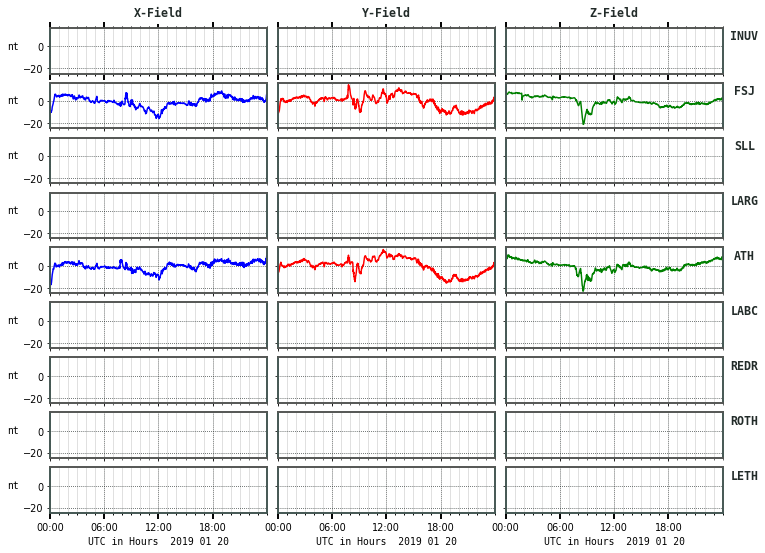 X-Field Y-Field Z-Field
nt 0 INUV
−20
nt 0 FSJ
−20
nt 0 SLL
−20
nt 0 LARG
−20
nt 0 ATH
−20
nt 0 LABC
−20
nt 0 REDR
−20
nt 0 ROTH
−20
nt 0 LETH
−20
00:00 06:00 12:00 18:00 00:00 06:00 12:00 18:00 00:00 06:00 12:00 18:00
UTC in Hours 2019 01 20 UTC in Hours 2019 01 20 UTC in Hours 2019 01 20